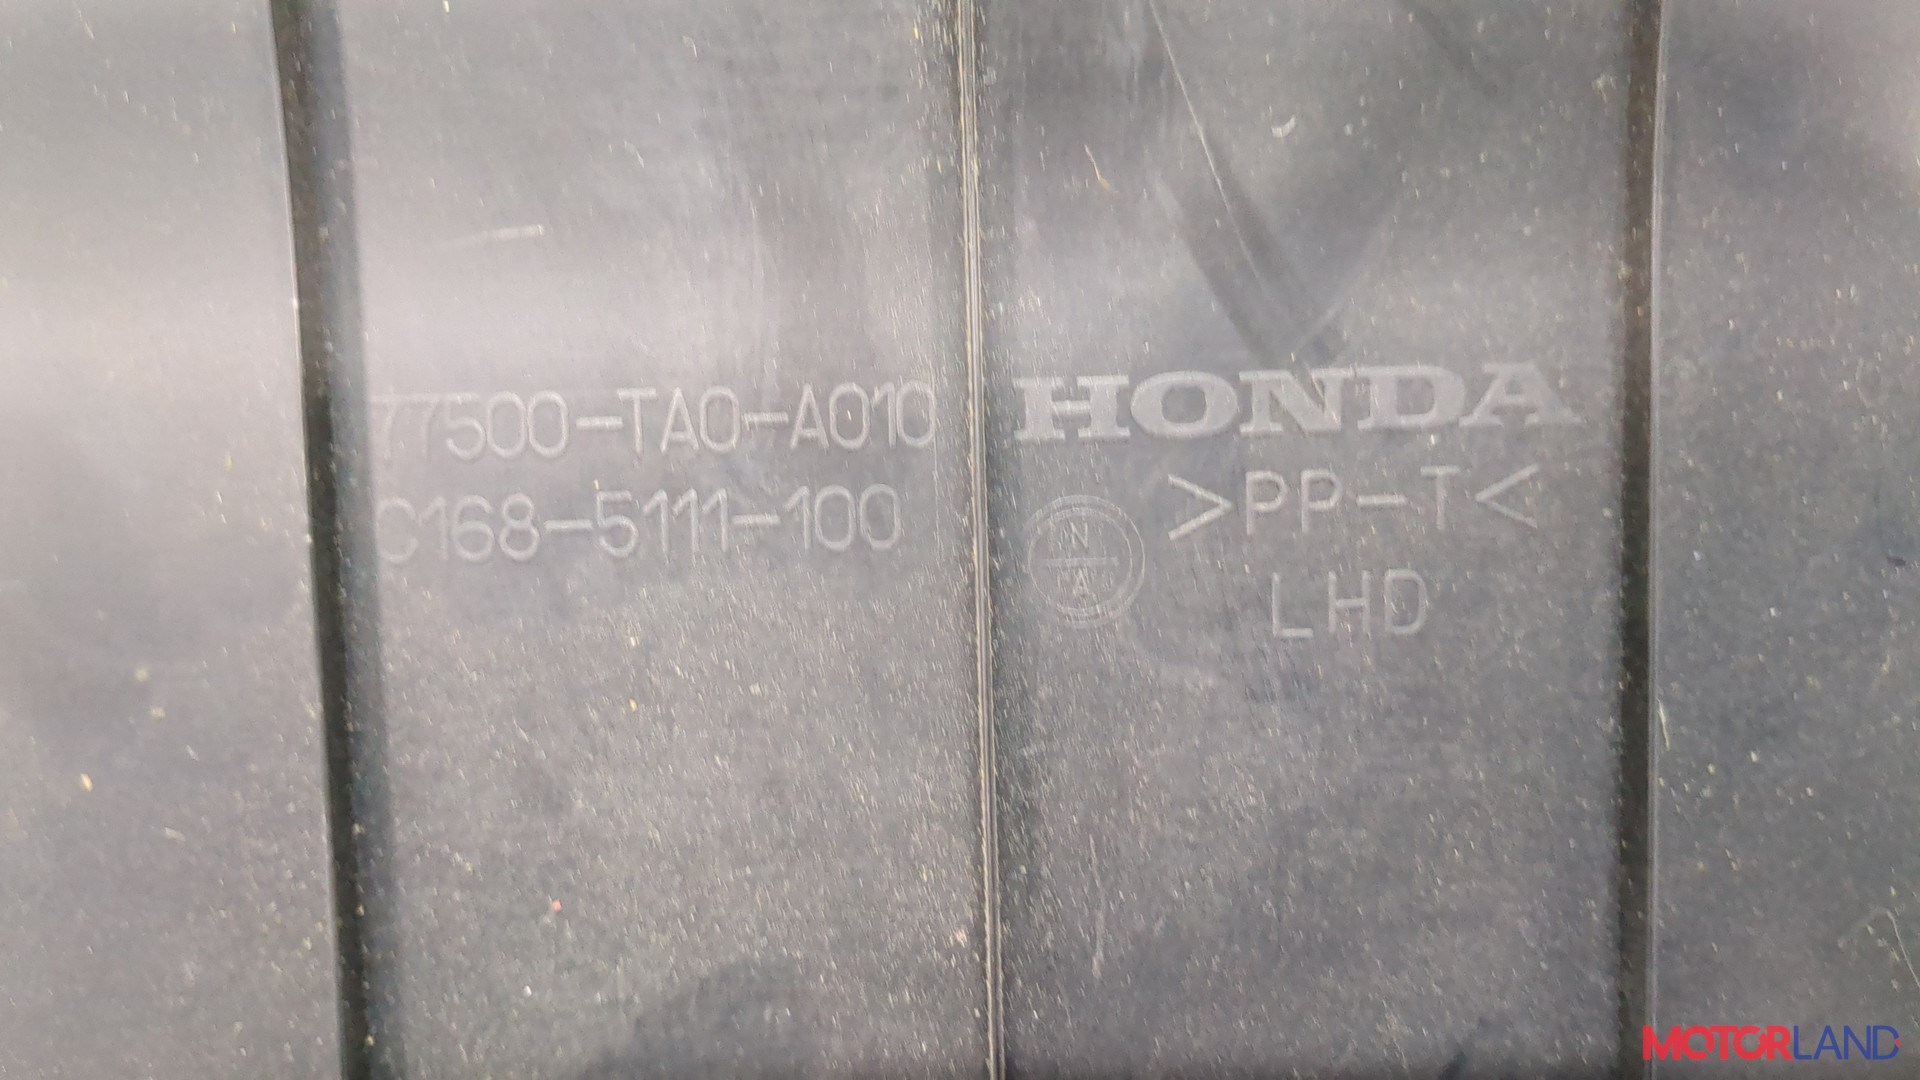 77500-TA0-A010
C168-5111-100
HONDA
>PP-T<
N
A
LHD
MOTORLAND